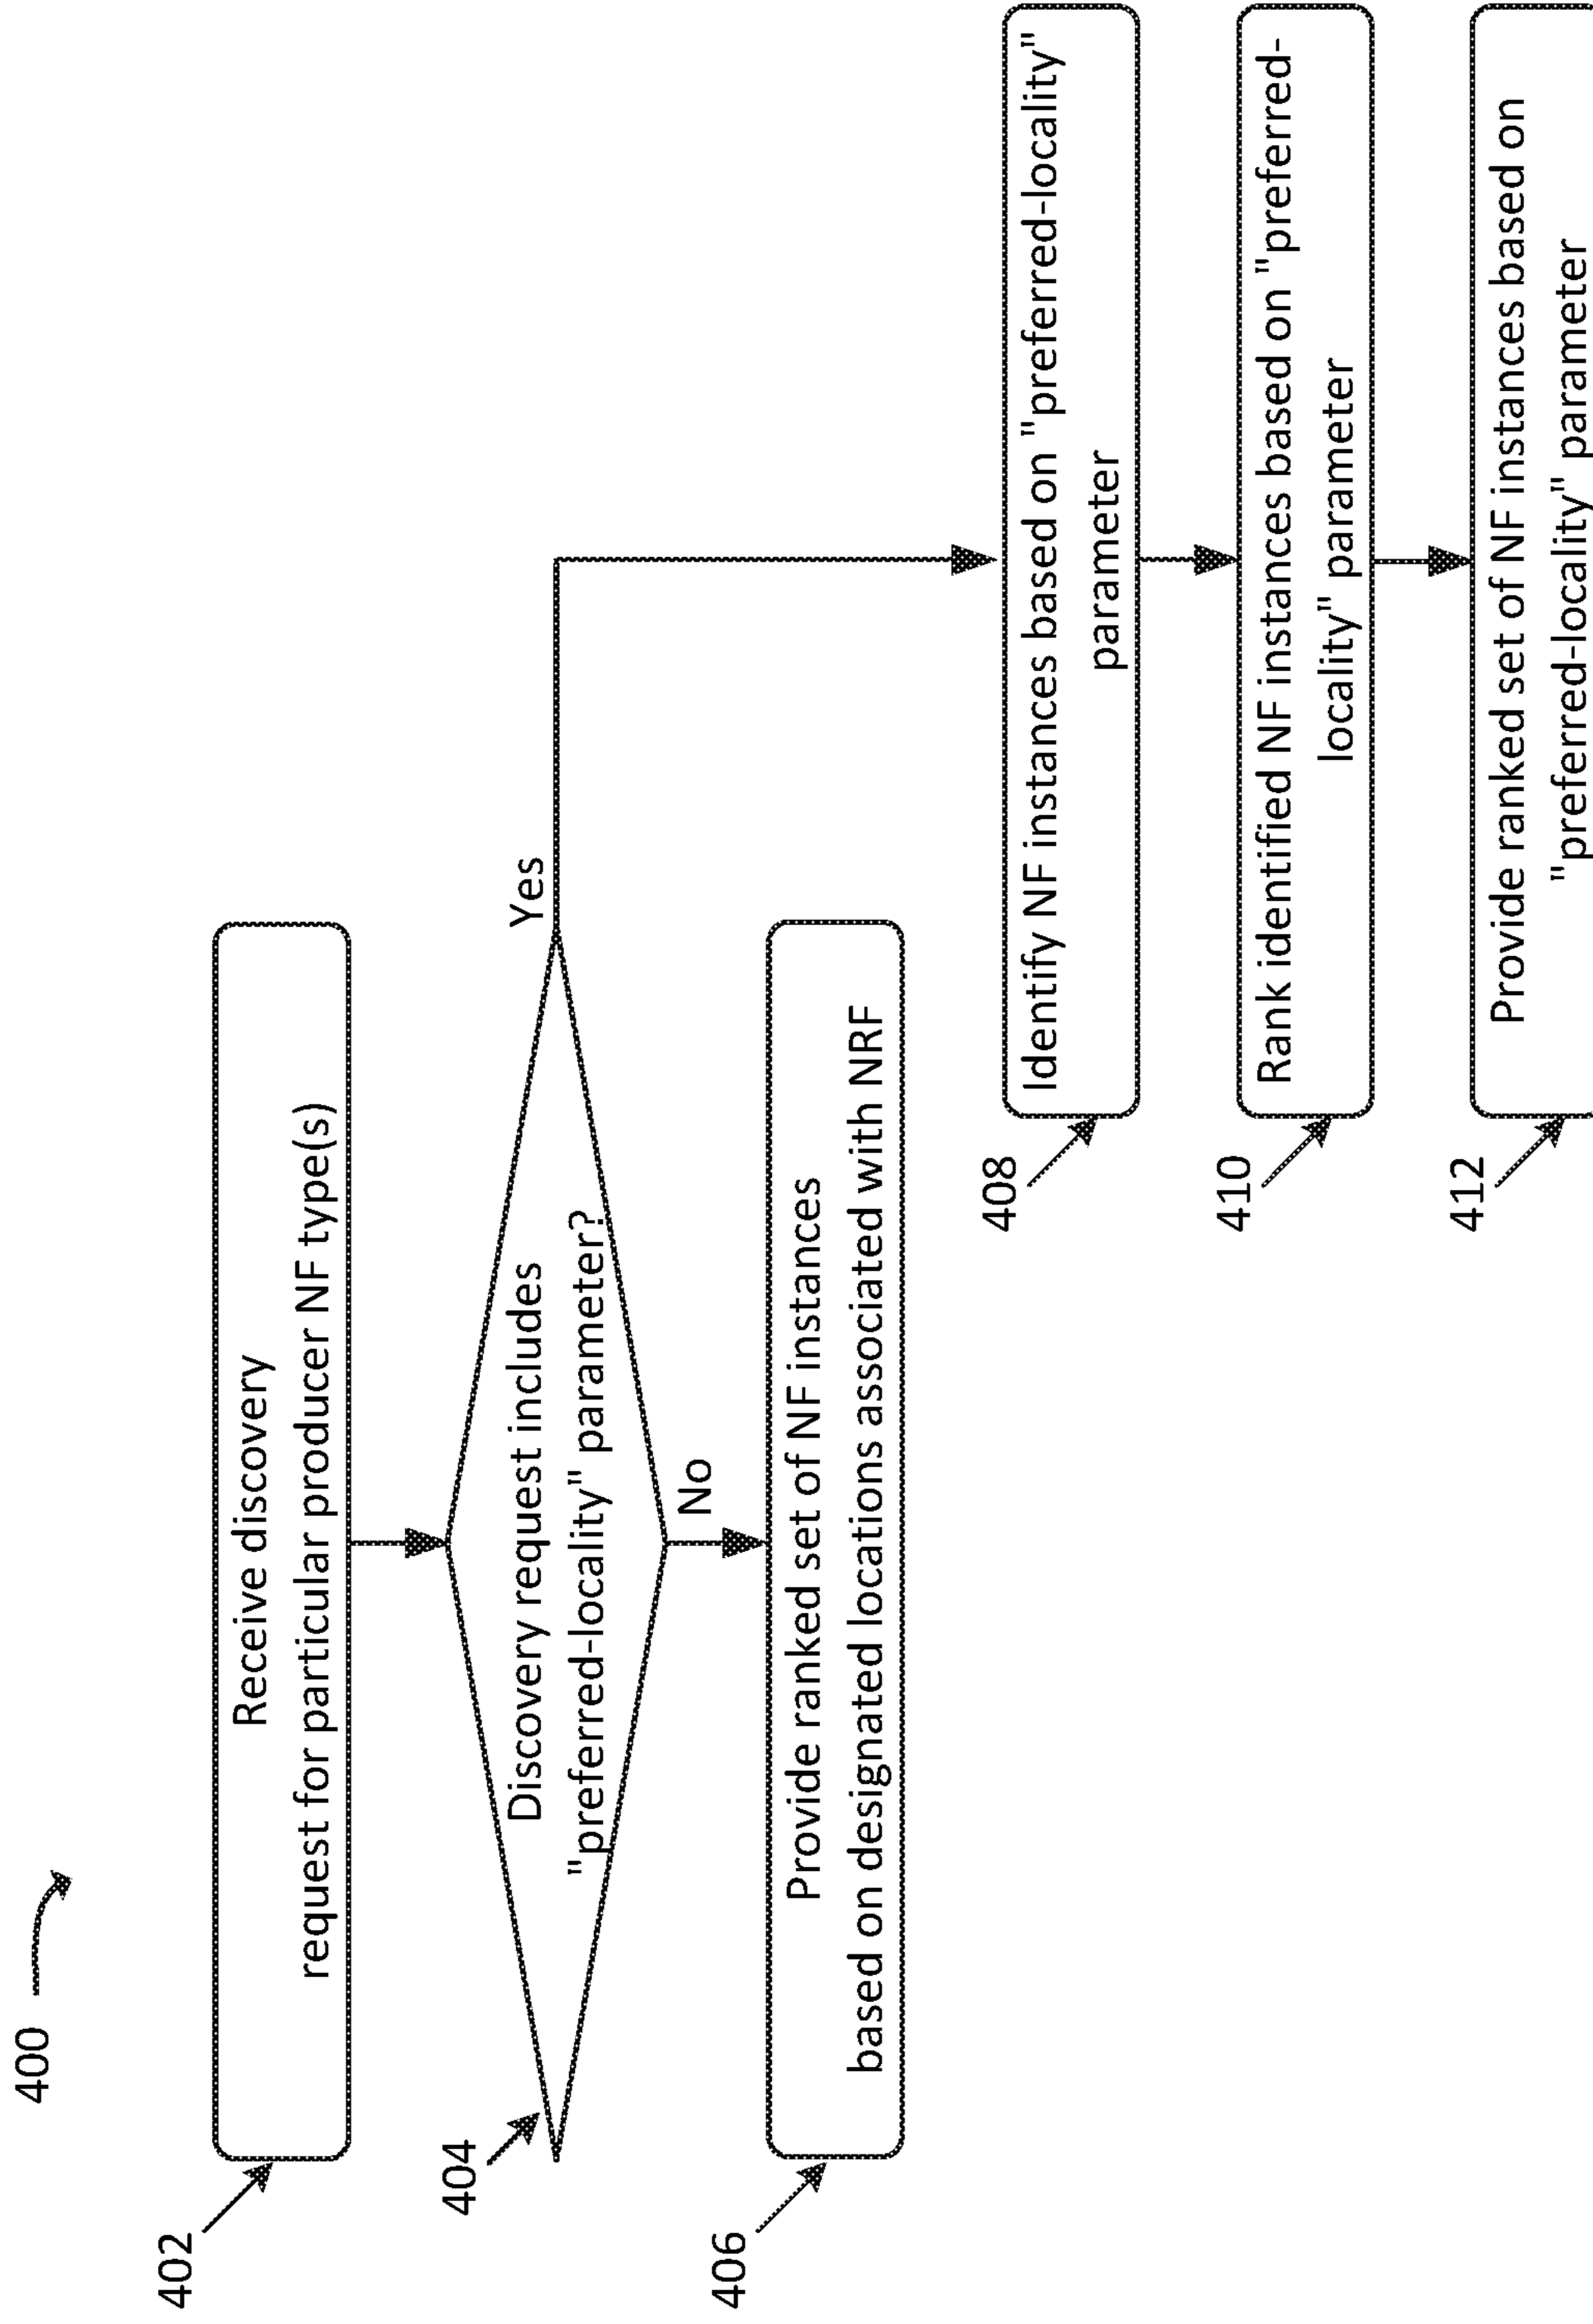 400
402
Receive discovery
request for particular producer NF type(s)
404
Discovery request includes
"preferred-locality" parameter?
Yes
No
406
Provide ranked set of NF instances
based on designated locations associated with NRF
408
Identify NF instances based on "preferred-locality"
parameter
410
Rank identified NF instances based on "preferred-
locality" parameter
412
Provide ranked set of NF instances based on
"preferred-locality" parameter